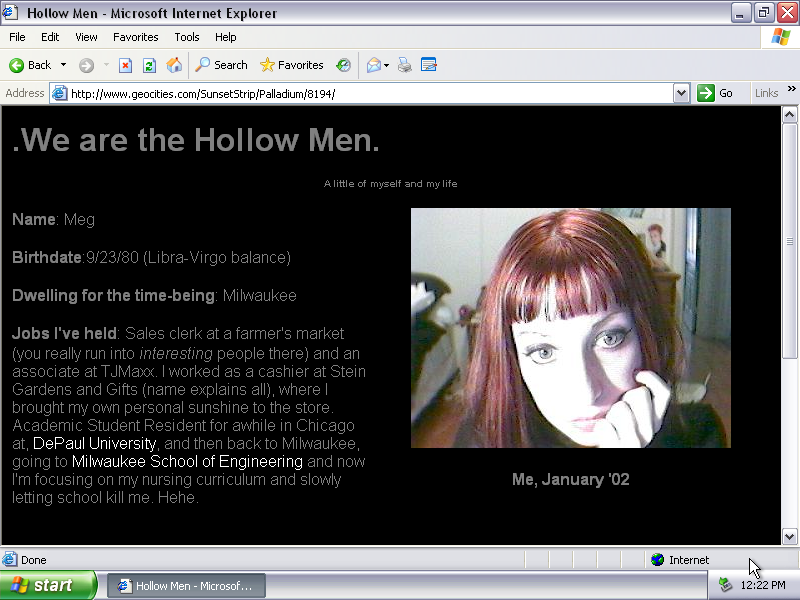 Hollow Men - Microsoft Internet Explorer
File Edit View Favorites Tools Help
Back Search Favorites
Address http://www.geocities.com/SunsetStrip/Palladium/8194/ Go Links »
.We are the Hollow Men.
A little of myself and my life
Name: Meg
Birthdate:9/23/80 (Libra-Virgo balance)
Dwelling for the time-being: Milwaukee
Jobs I've held: Sales clerk at a farmer's market
(you really run into interesting people there) and an
associate at TJMaxx. I worked as a cashier at Stein
Gardens and Gifts (name explains all), where I
brought my own personal sunshine to the store.
Academic Student Resident for awhile in Chicago
at, DePaul University, and then back to Milwaukee,
going to Milwaukee School of Engineering and now
I'm focusing on my nursing curriculum and slowly
letting school kill me. Hehe.
Me, January '02
Done Internet
start Hollow Men - Microsof... 12:22 PM